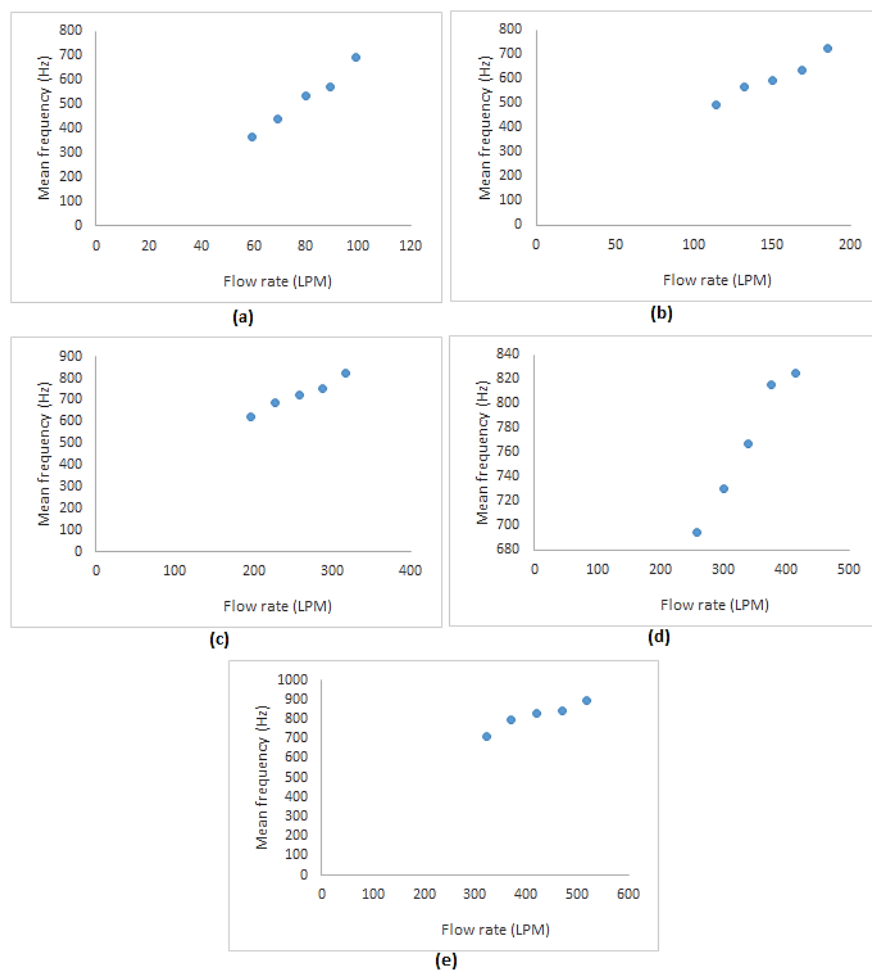 800
700
600
500
400
300
200
100
0
Mean frequency (Hz)
0 20 40 60 80 100 120
Flow rate (LPM)
(a)
800
700
600
500
400
300
200
100
0
Mean frequency (Hz)
0 50 100 150 200
Flow rate (LPM)
(b)
900
800
700
600
500
400
300
200
100
0
Mean frequency (Hz)
0 100 200 300 400
Flow rate (LPM)
(c)
840
820
800
780
760
740
720
700
680
Mean frequency (Hz)
0 100 200 300 400 500
Flow rate (LPM)
(d)
1000
900
800
700
600
500
400
300
200
100
0
Mean frequency (Hz)
0 100 200 300 400 500 600
Flow rate (LPM)
(e)